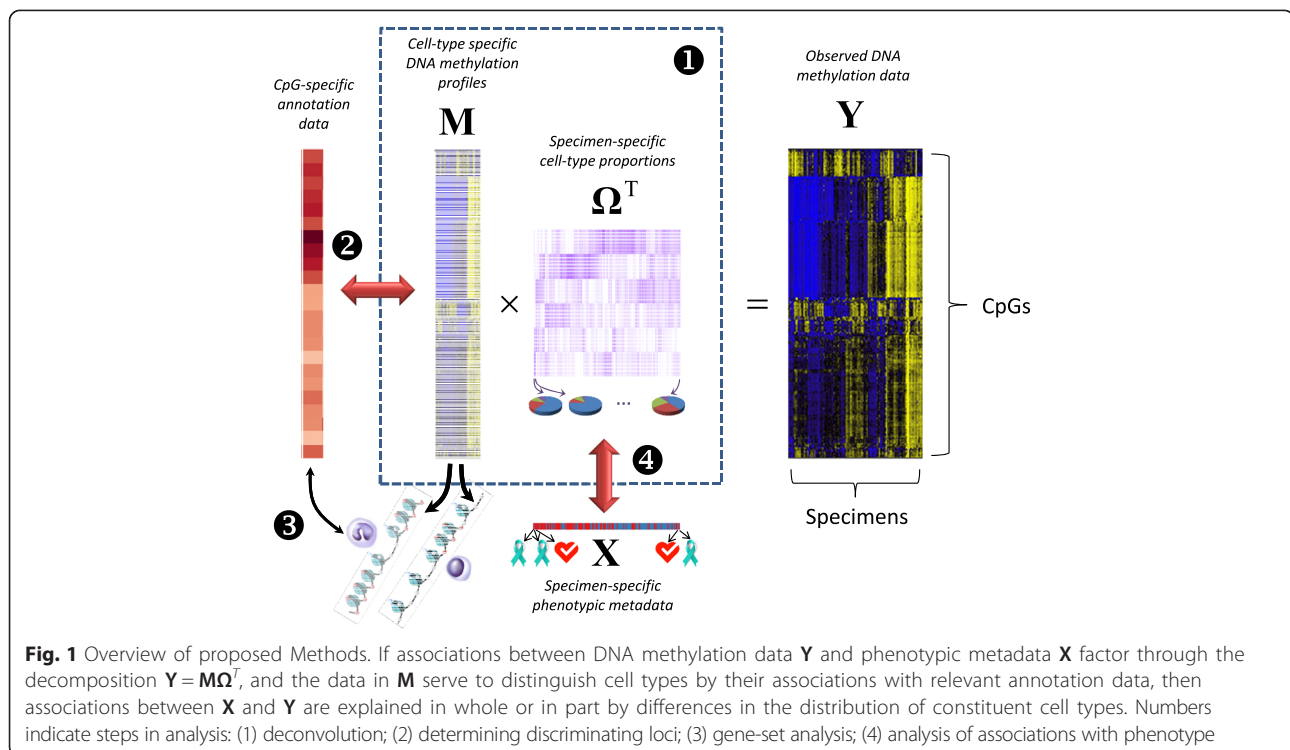 Cell-type specific
DNA methylation
profiles
M
❶
Observed DNA
methylation data
Y
CpG-specific
annotation
data
Specimen-specific
cell-type proportions
Ω^T
❷
×
=
CpGs
...
❹
❸
Specimens
X
Specimen-specific
phenotypic metadata
Fig. 1 Overview of proposed Methods. If associations between DNA methylation data Y and phenotypic metadata X factor through the
decomposition Y = MΩ^T, and the data in M serve to distinguish cell types by their associations with relevant annotation data, then
associations between X and Y are explained in whole or in part by differences in the distribution of constituent cell types. Numbers
indicate steps in analysis: (1) deconvolution; (2) determining discriminating loci; (3) gene-set analysis; (4) analysis of associations with phenotype